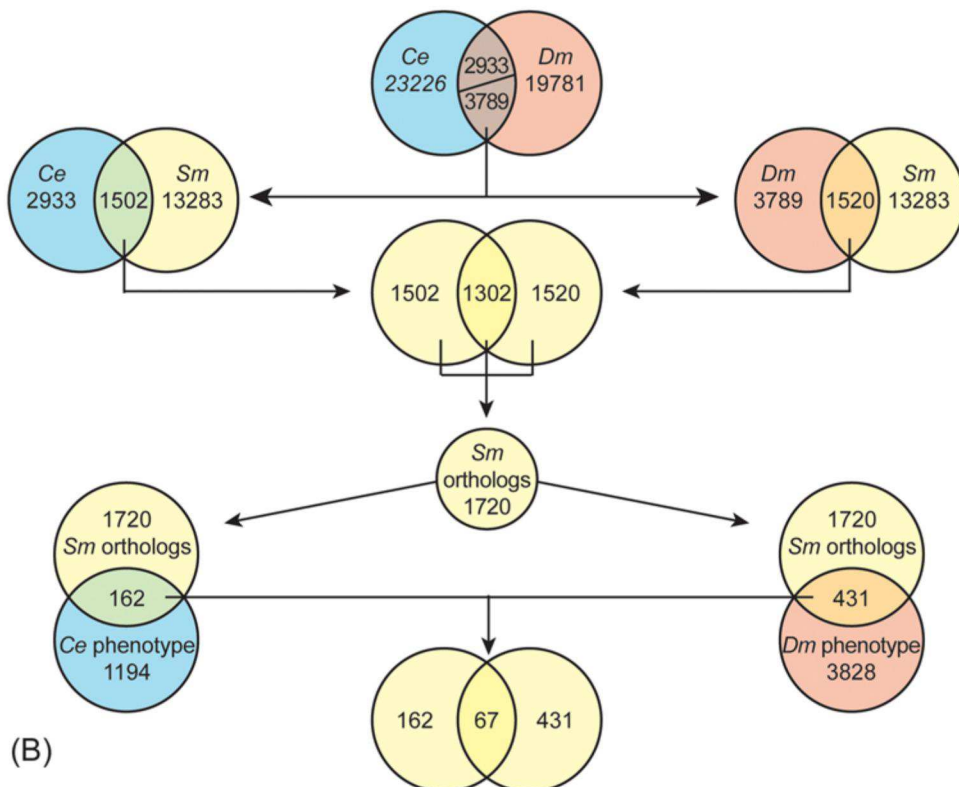 Ce
23226
2933
3789
Dm
19781
Ce
2933
1502
Sm
13283
Dm
3789
1520
Sm
13283
1502
1302
1520
Sm
orthologs
1720
1720
Sm orthologs
162
Ce phenotype
1194
1720
Sm orthologs
431
Dm phenotype
3828
162
67
431
(B)